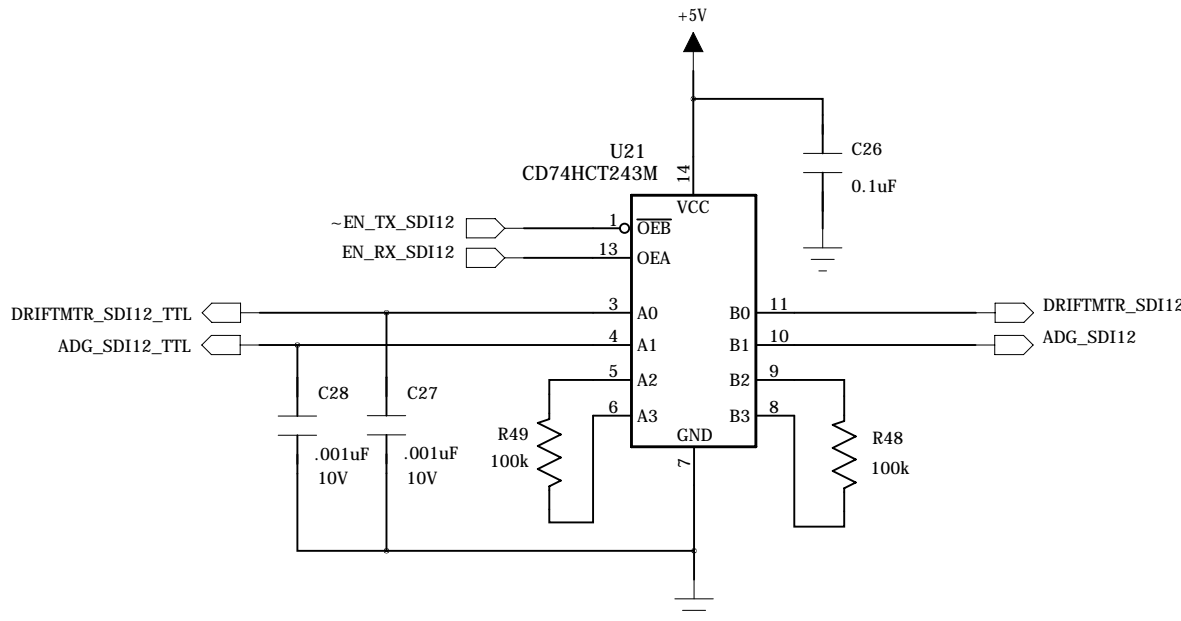 +5V
U21
CD74HCT243M
14
C26
0.1uF
VCC
~EN_TX_SDI12
1
OEB
EN_RX_SDI12
13
OEA
DRIFTMTR_SDI12_TTL
3
A0
B0
11
DRIFTMTR_SDI12
ADG_SDI12_TTL
4
A1
B1
10
ADG_SDI12
5
A2
B2
9
6
A3
B3
8
C28
.001uF
10V
C27
.001uF
10V
R49
100k
GND
7
R48
100k